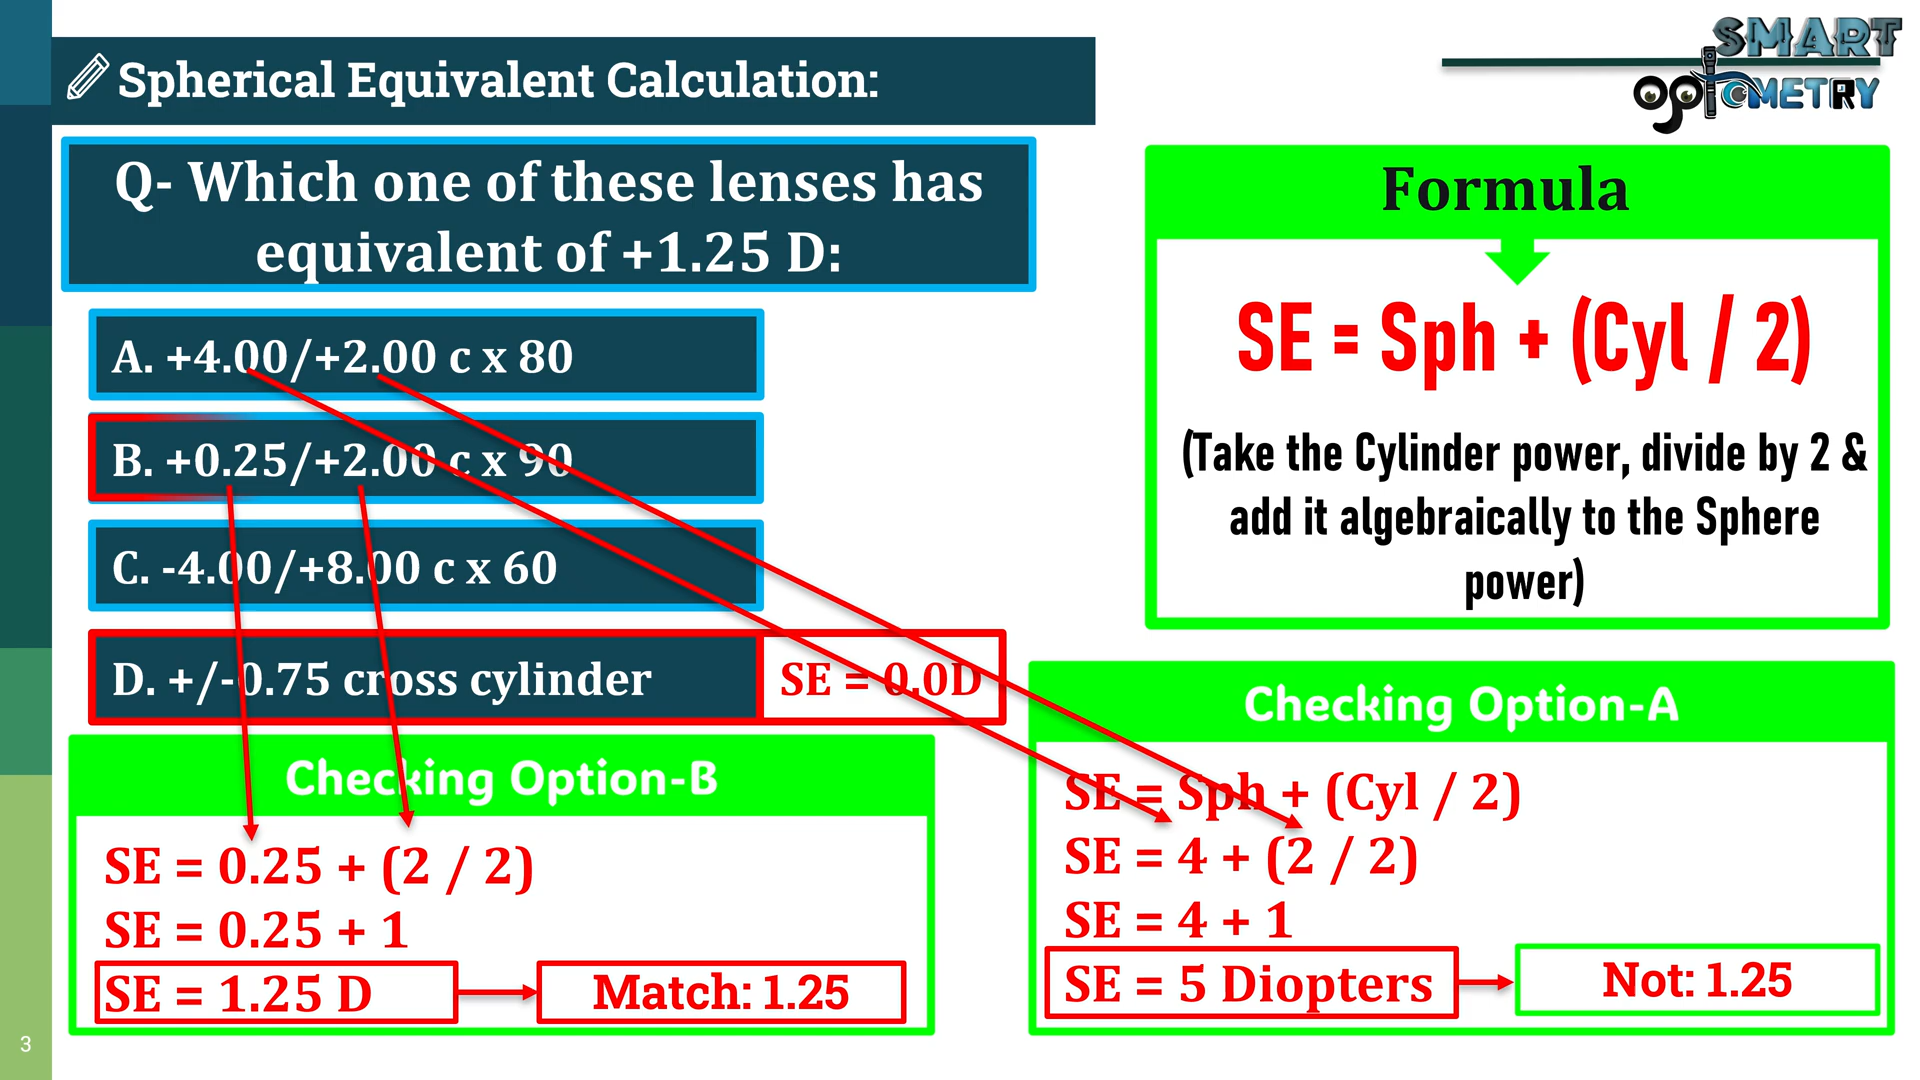 Spherical Equivalent Calculation:
SMART
OptOMETRY
Q- Which one of these lenses has
equivalent of +1.25 D:
A. +4.00/+2.00 c x 80
B. +0.25/+2.00 c x 90
C. -4.00/+8.00 c x 60
D. +/-0.75 cross cylinder
SE = 0.0D
Formula
SE = Sph + (Cyl / 2)
(Take the Cylinder power, divide by 2 &
add it algebraically to the Sphere
power)
Checking Option-B
SE = 0.25 + (2 / 2)
SE = 0.25 + 1
SE = 1.25 D
Match: 1.25
Checking Option-A
SE = Sph + (Cyl / 2)
SE = 4 + (2 / 2)
SE = 4 + 1
SE = 5 Diopters
Not: 1.25
3